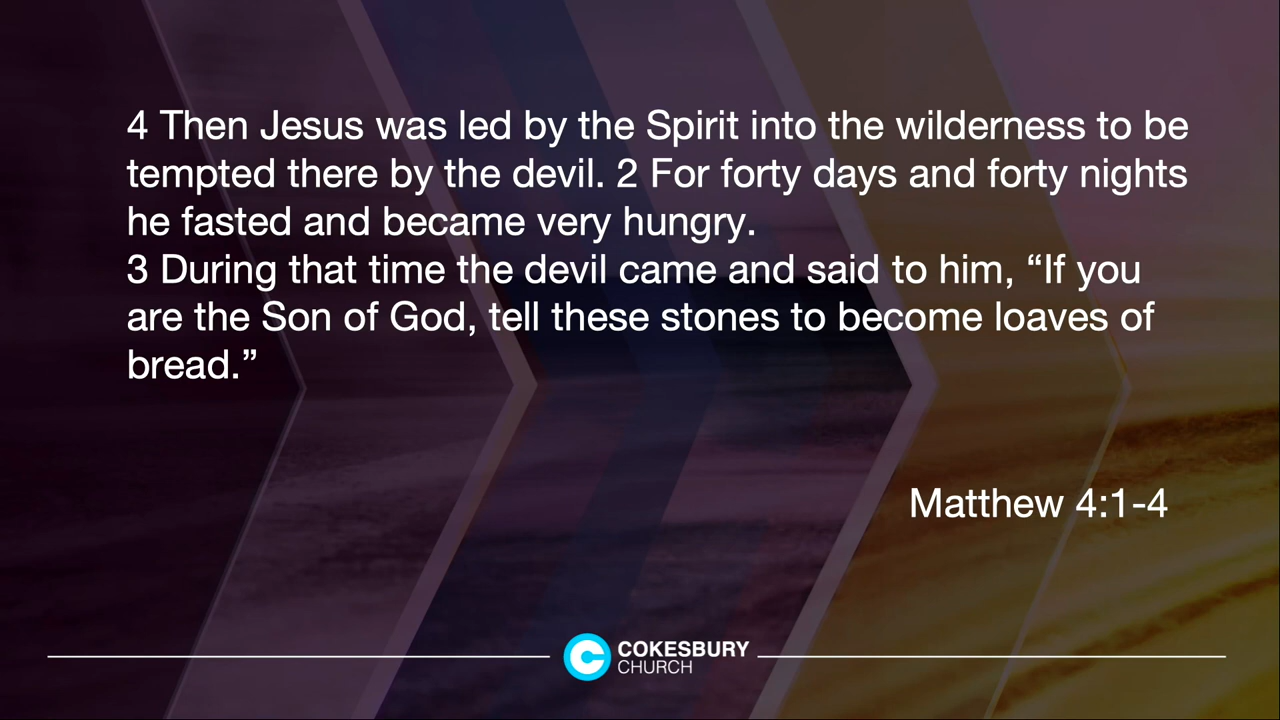 4 Then Jesus was led by the Spirit into the wilderness to be
tempted there by the devil. 2 For forty days and forty nights
he fasted and became very hungry.
3 During that time the devil came and said to him, “If you
are the Son of God, tell these stones to become loaves of
bread.”
Matthew 4:1-4
COKESBURY
CHURCH